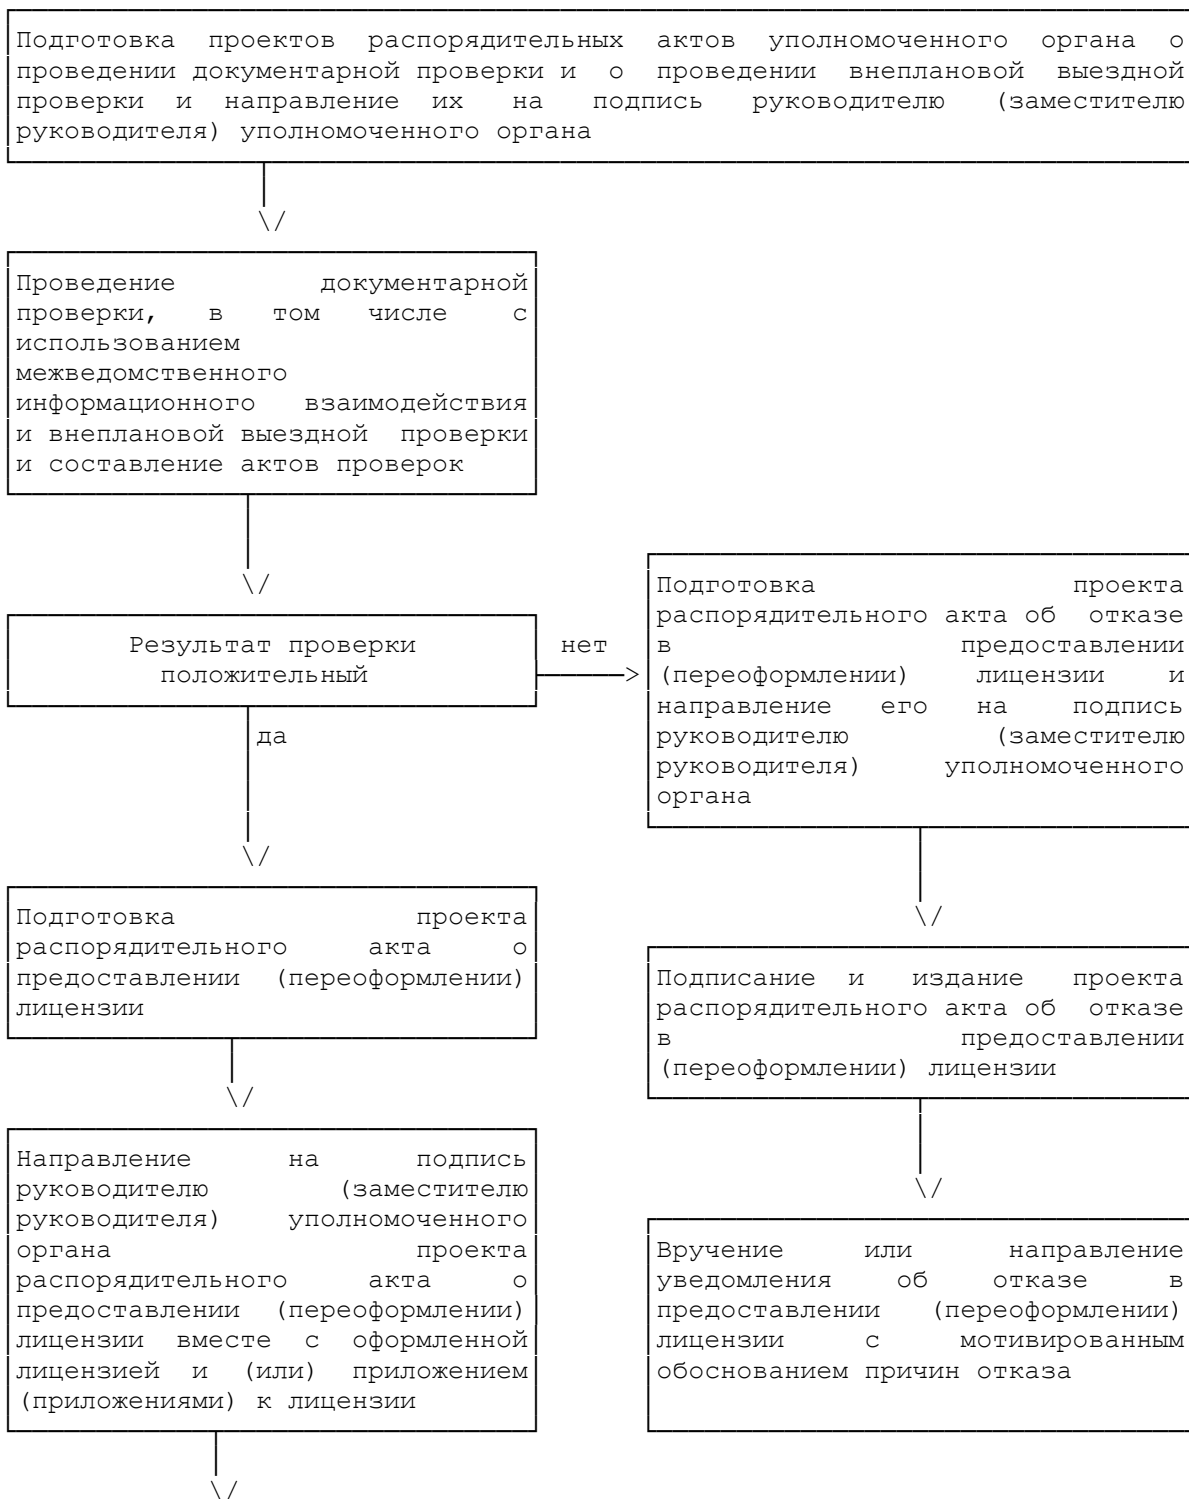 Подготовка проектов распорядительных актов уполномоченного органа о
проведении документарной проверки и о проведении внеплановой выездной
проверки и направление их на подпись руководителю (заместителю
руководителя) уполномоченного органа
\/
Проведение документарной
проверки, в том числе с
использованием
межведомственного
информационного взаимодействия
и внеплановой выездной проверки
и составление актов проверок
\/
Результат проверки
положительный
нет
>
да
\/
Подготовка проекта
распорядительного акта об отказе
в предоставлении
(переоформлении) лицензии и
направление его на подпись
руководителю (заместителю
руководителя) уполномоченного
органа
\/
Подготовка проекта
распорядительного акта о
предоставлении (переоформлении)
лицензии
\/
Подписание и издание проекта
распорядительного акта об отказе
в предоставлении
(переоформлении) лицензии
\/
Направление на подпись
руководителю (заместителю
руководителя) уполномоченного
органа проекта
распорядительного акта о
предоставлении (переоформлении)
лицензии вместе с оформленной
лицензией и (или) приложением
(приложениями) к лицензии
\/
Вручение или направление
уведомления об отказе в
предоставлении (переоформлении)
лицензии с мотивированным
обоснованием причин отказа